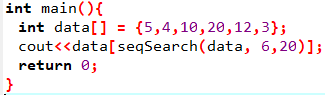 int main(){
int data[] = {5,4,10,20,12,3};
cout<<data[seqSearch(data, 6,20)];
return 0;
}